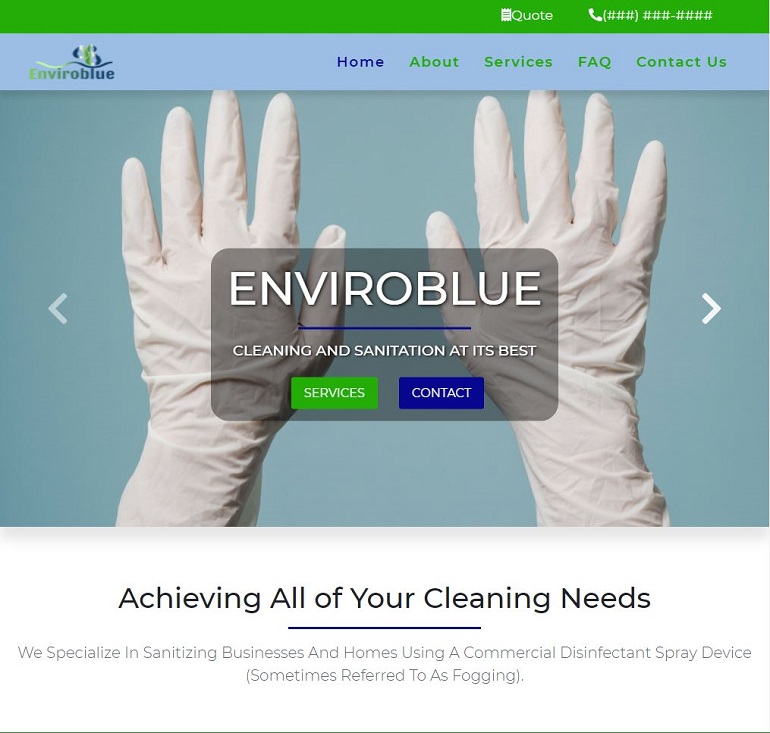 Quote (###) ###-####
Enviroblue Home About Services FAQ Contact Us
ENVIROBLUE
CLEANING AND SANITATION AT ITS BEST
SERVICES CONTACT
Achieving All of Your Cleaning Needs
We Specialize In Sanitizing Businesses And Homes Using A Commercial Disinfectant Spray Device
(Sometimes Referred To As Fogging).